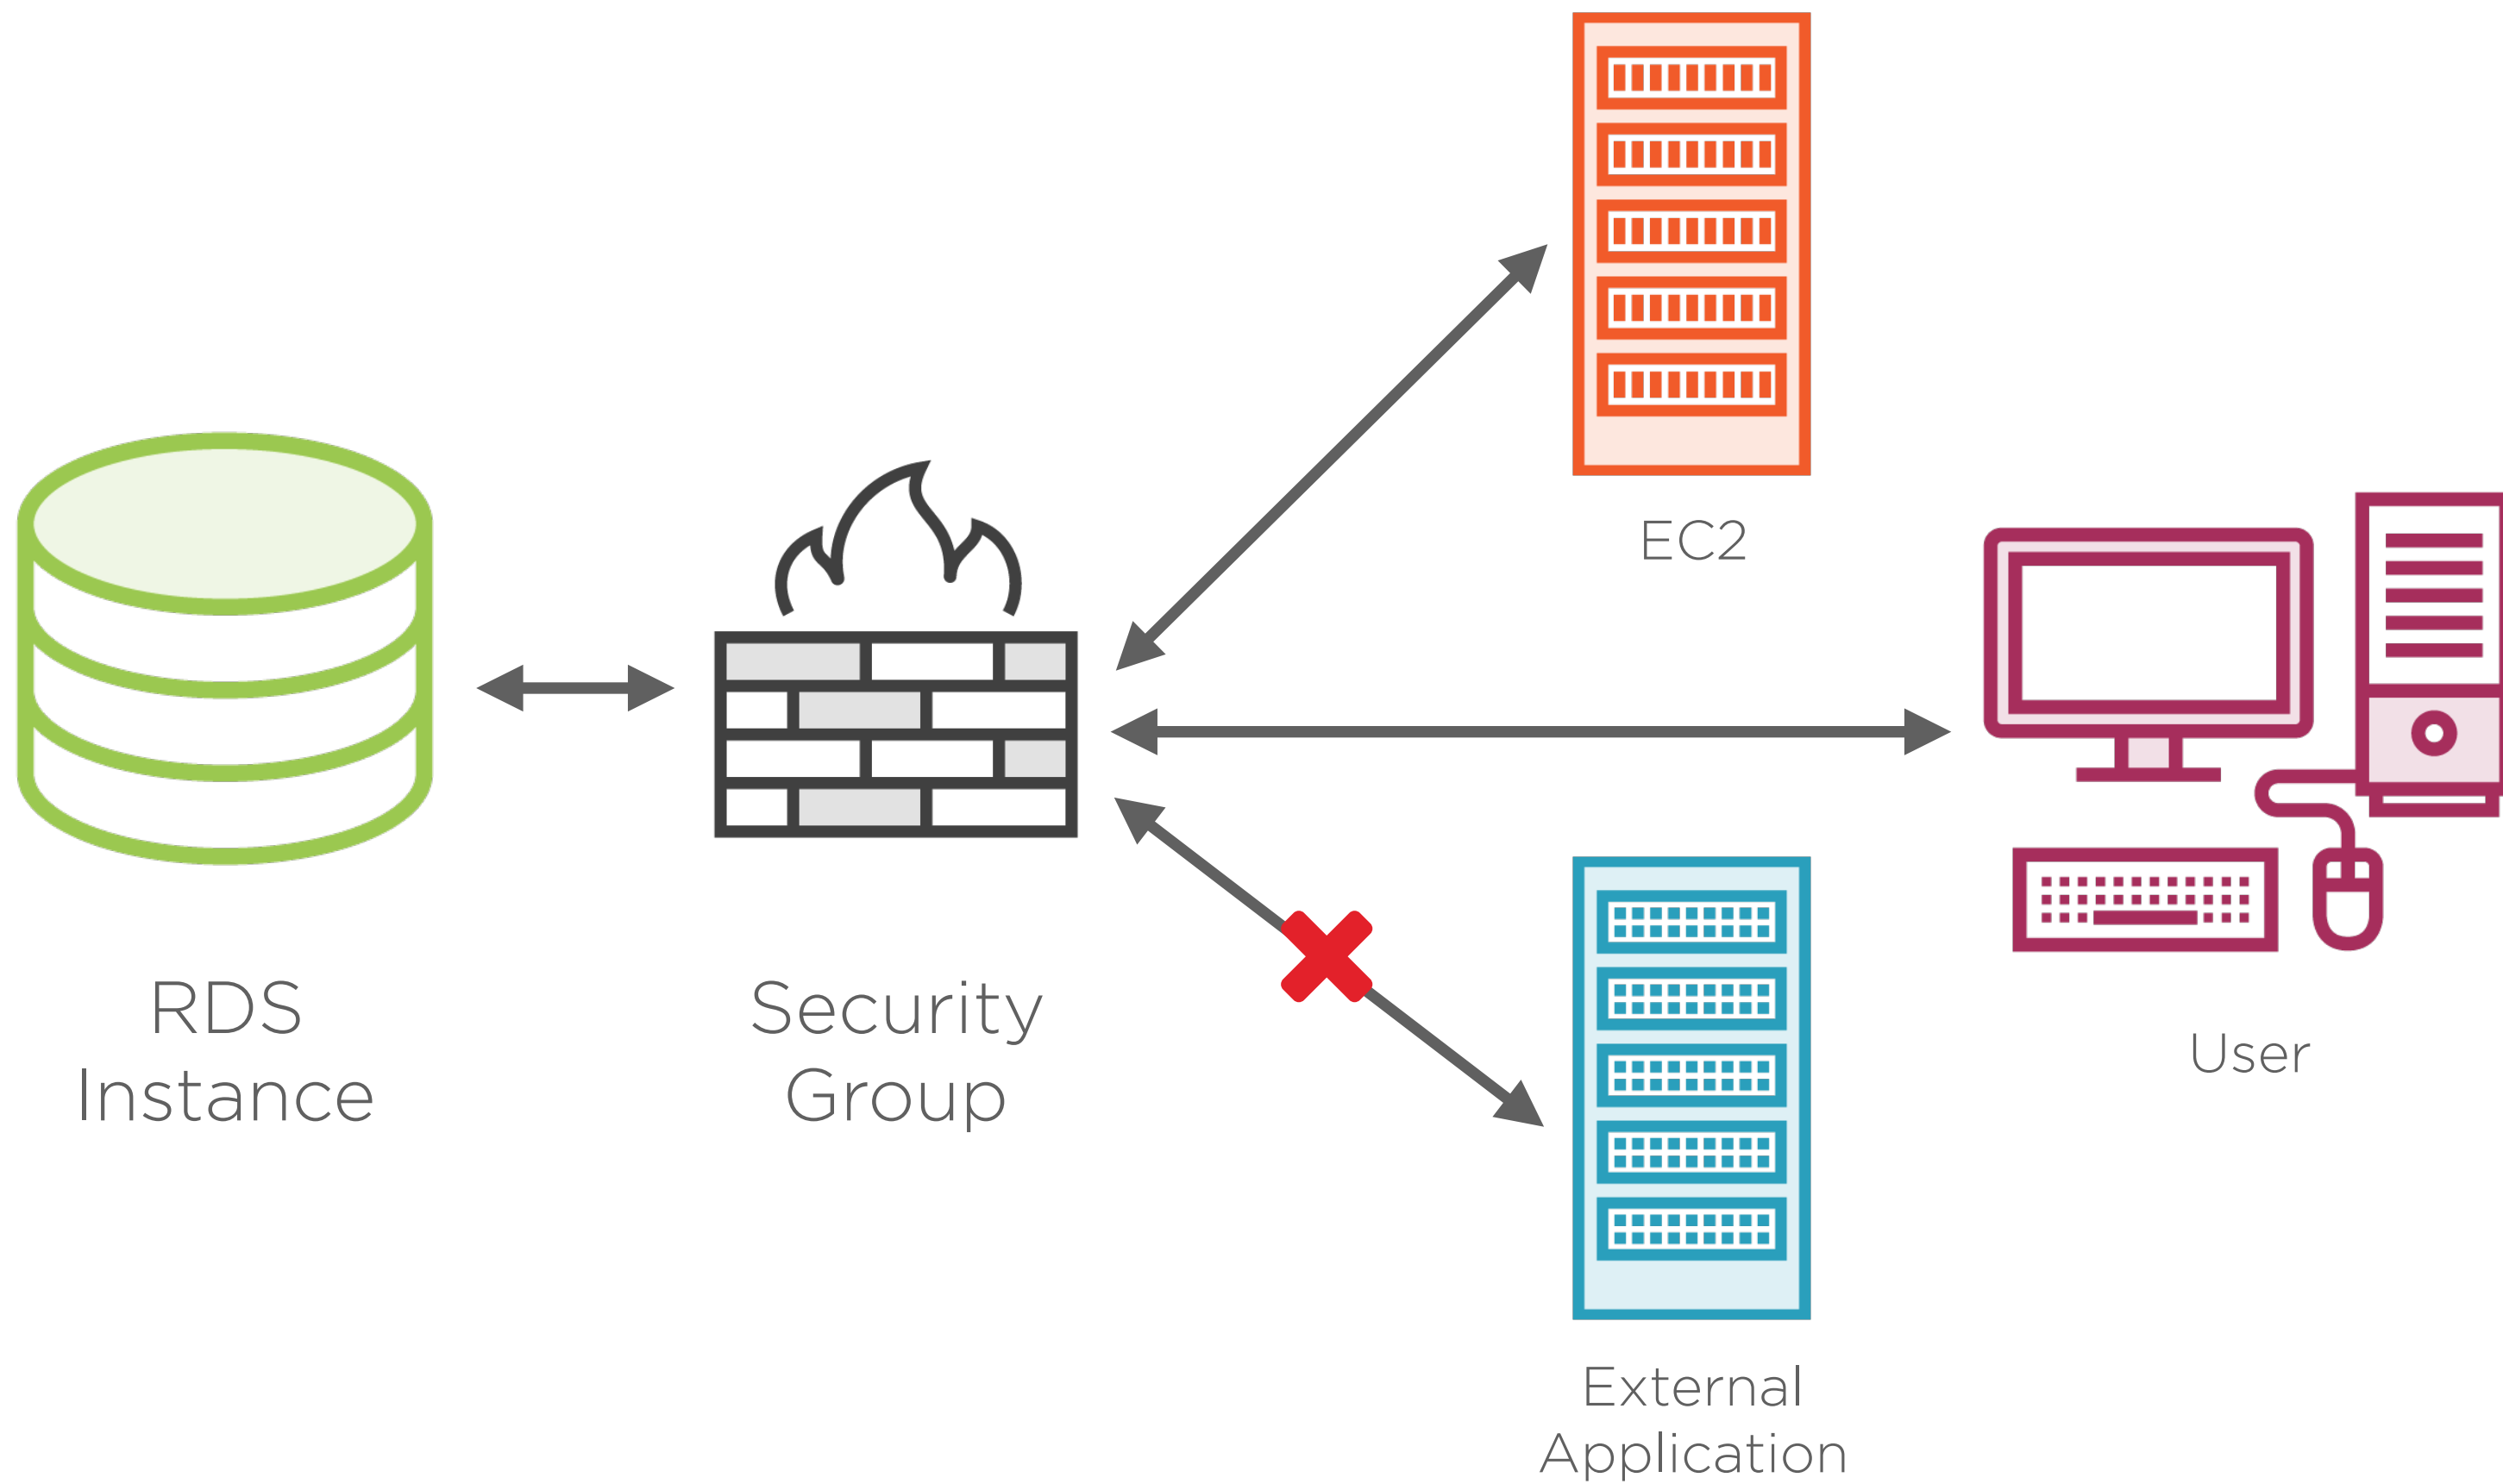 EC2
RDS
Instance
Security
Group
User
External
Application